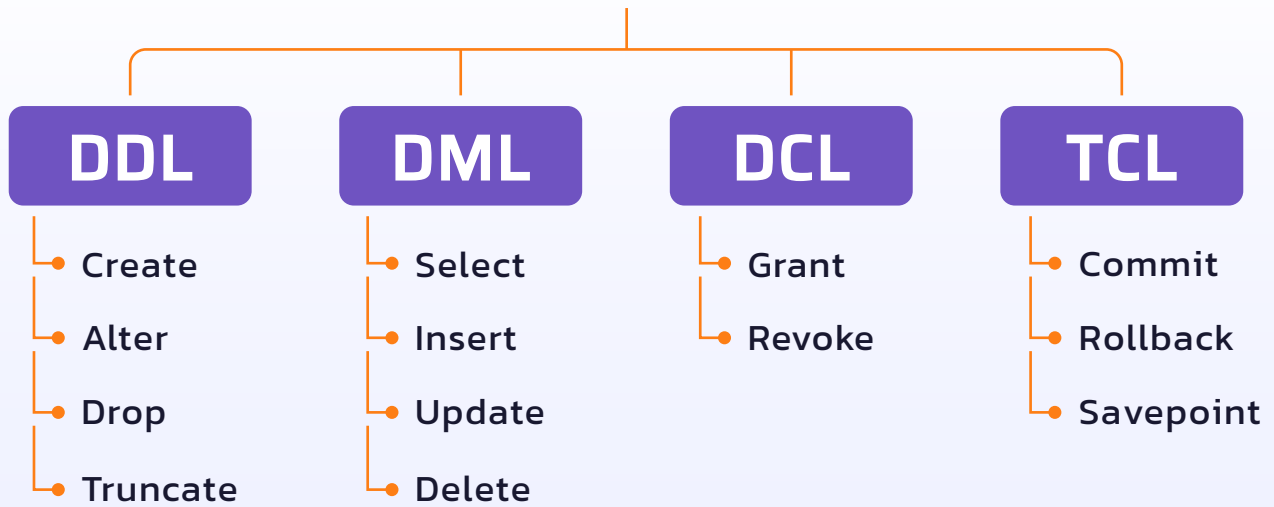 DDL
Create
Alter
Drop
Truncate
DML
Select
Insert
Update
Delete
DCL
Grant
Revoke
TCL
Commit
Rollback
Savepoint